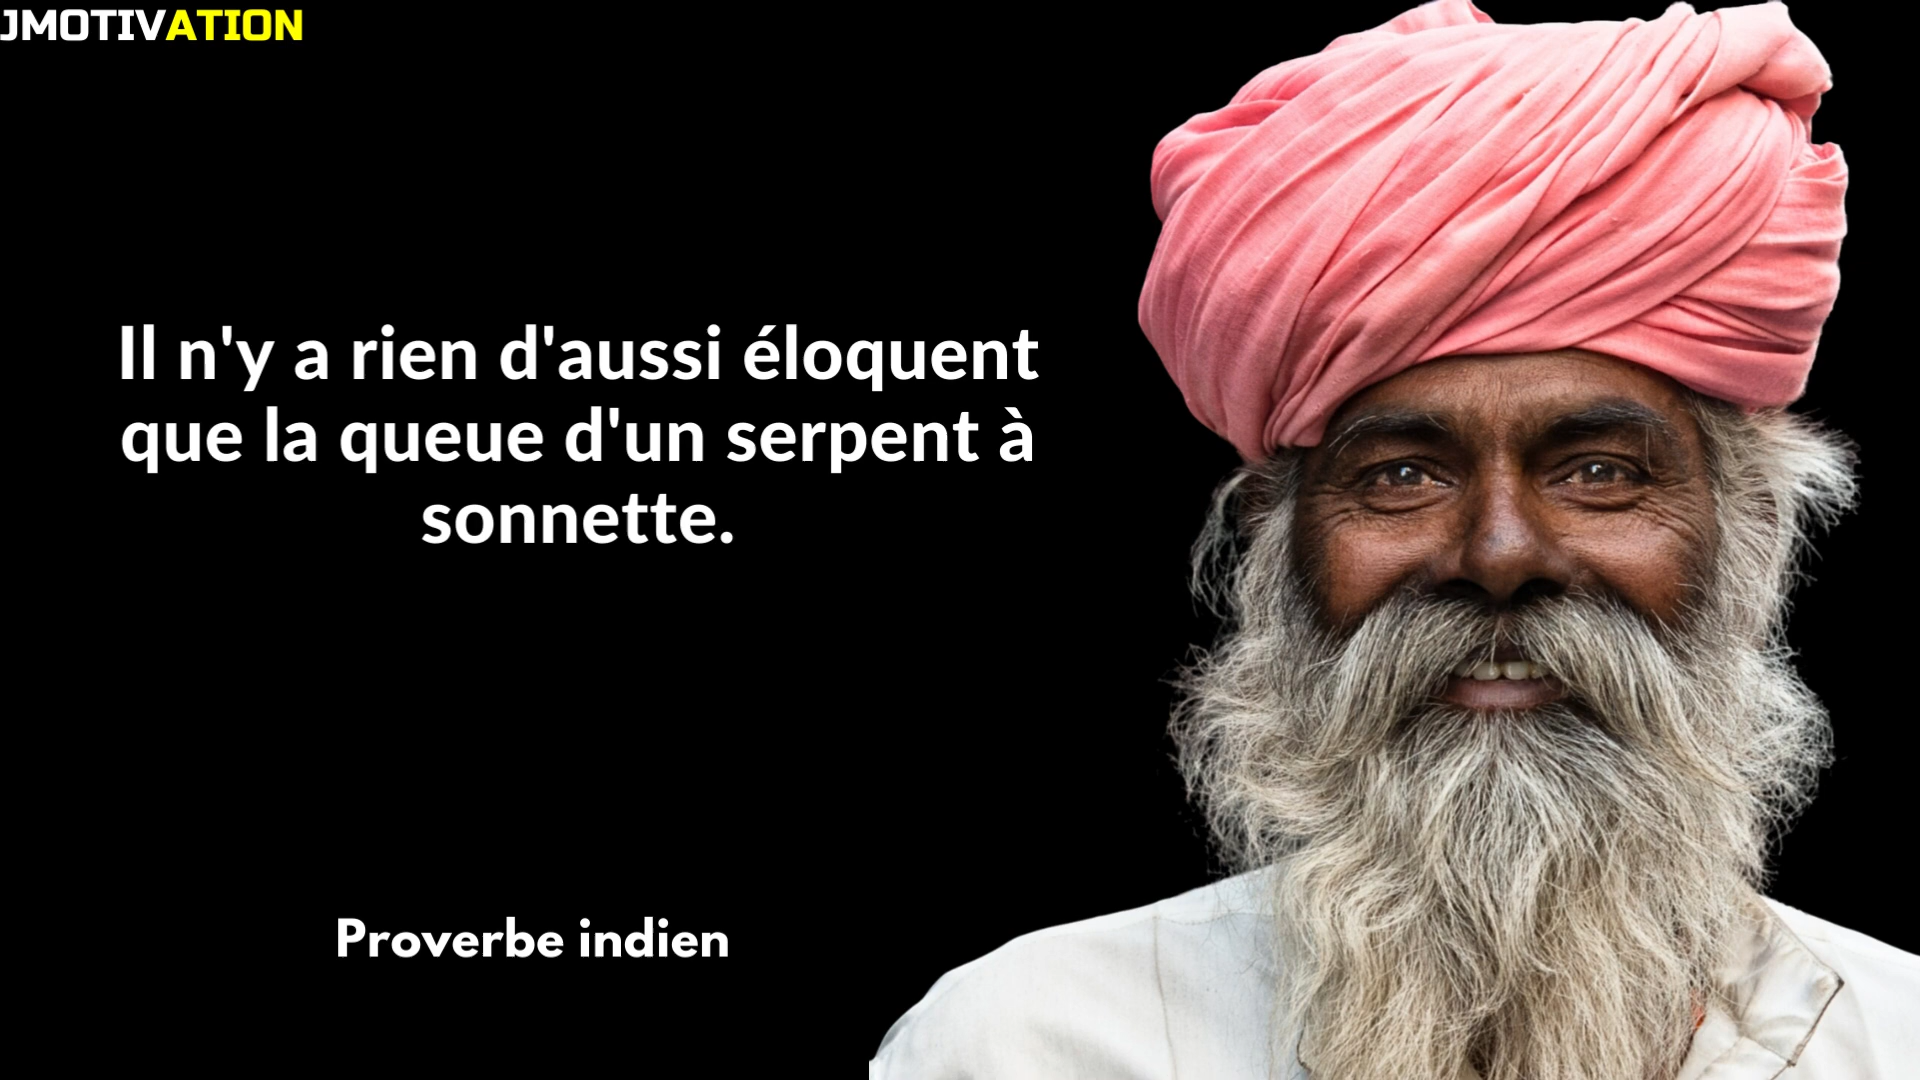 JMOTIVATION
Il n'y a rien d'aussi éloquent
que la queue d'un serpent à
sonnette.
Proverbe indien